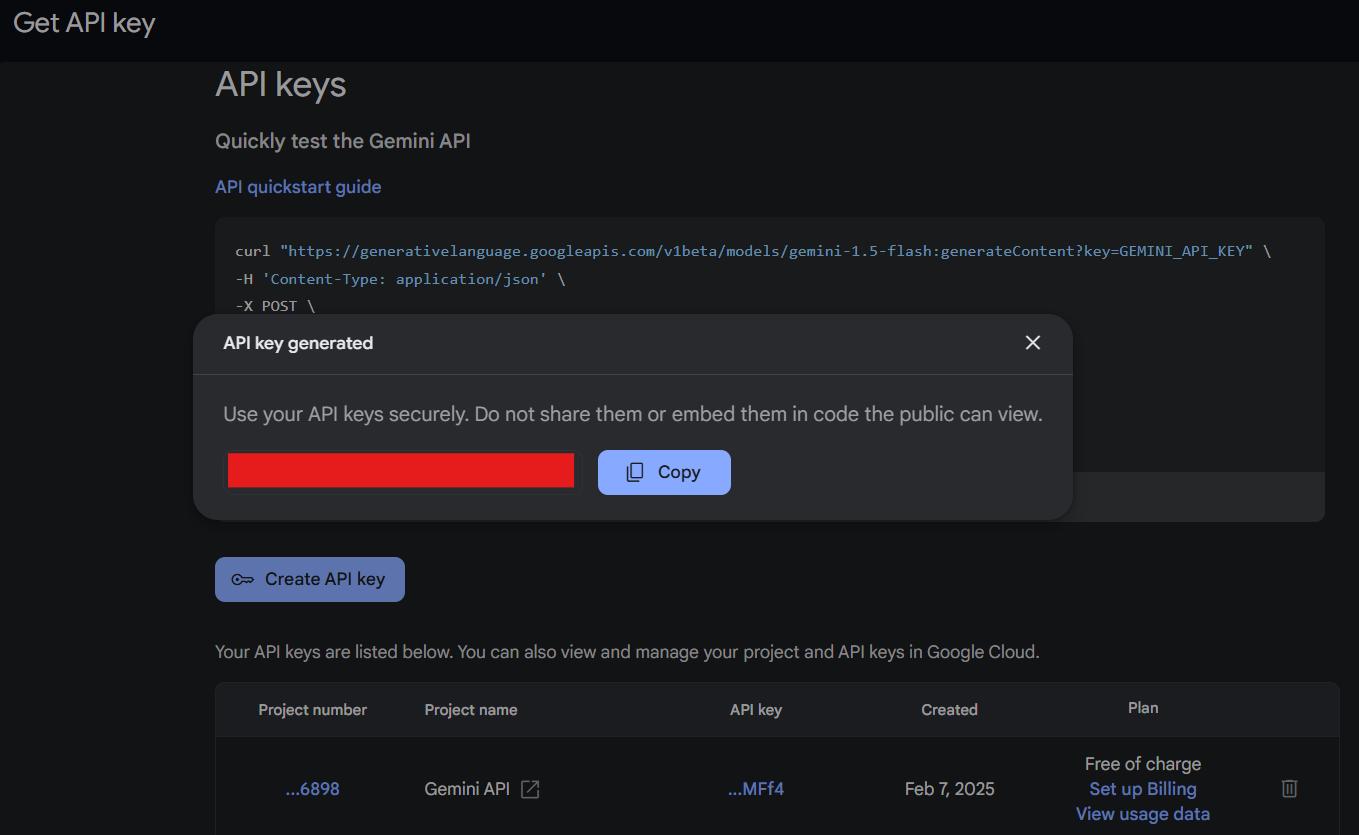 Get API key
API keys
Quickly test the Gemini API
API quickstart guide
curl "https://generativelanguage.googleapis.com/v1beta/models/gemini-1.5-flash:generateContent?key=GEMINI_API_KEY" \
-H 'Content-Type: application/json' \
-X POST \
API key generated
Use your API keys securely. Do not share them or embed them in code the public can view.
Copy
Create API key
Your API keys are listed below. You can also view and manage your project and API keys in Google Cloud.
Project number Project name API key Created Plan
...6898 Gemini API ...MFf4 Feb 7, 2025 Free of charge
Set up Billing
View usage data